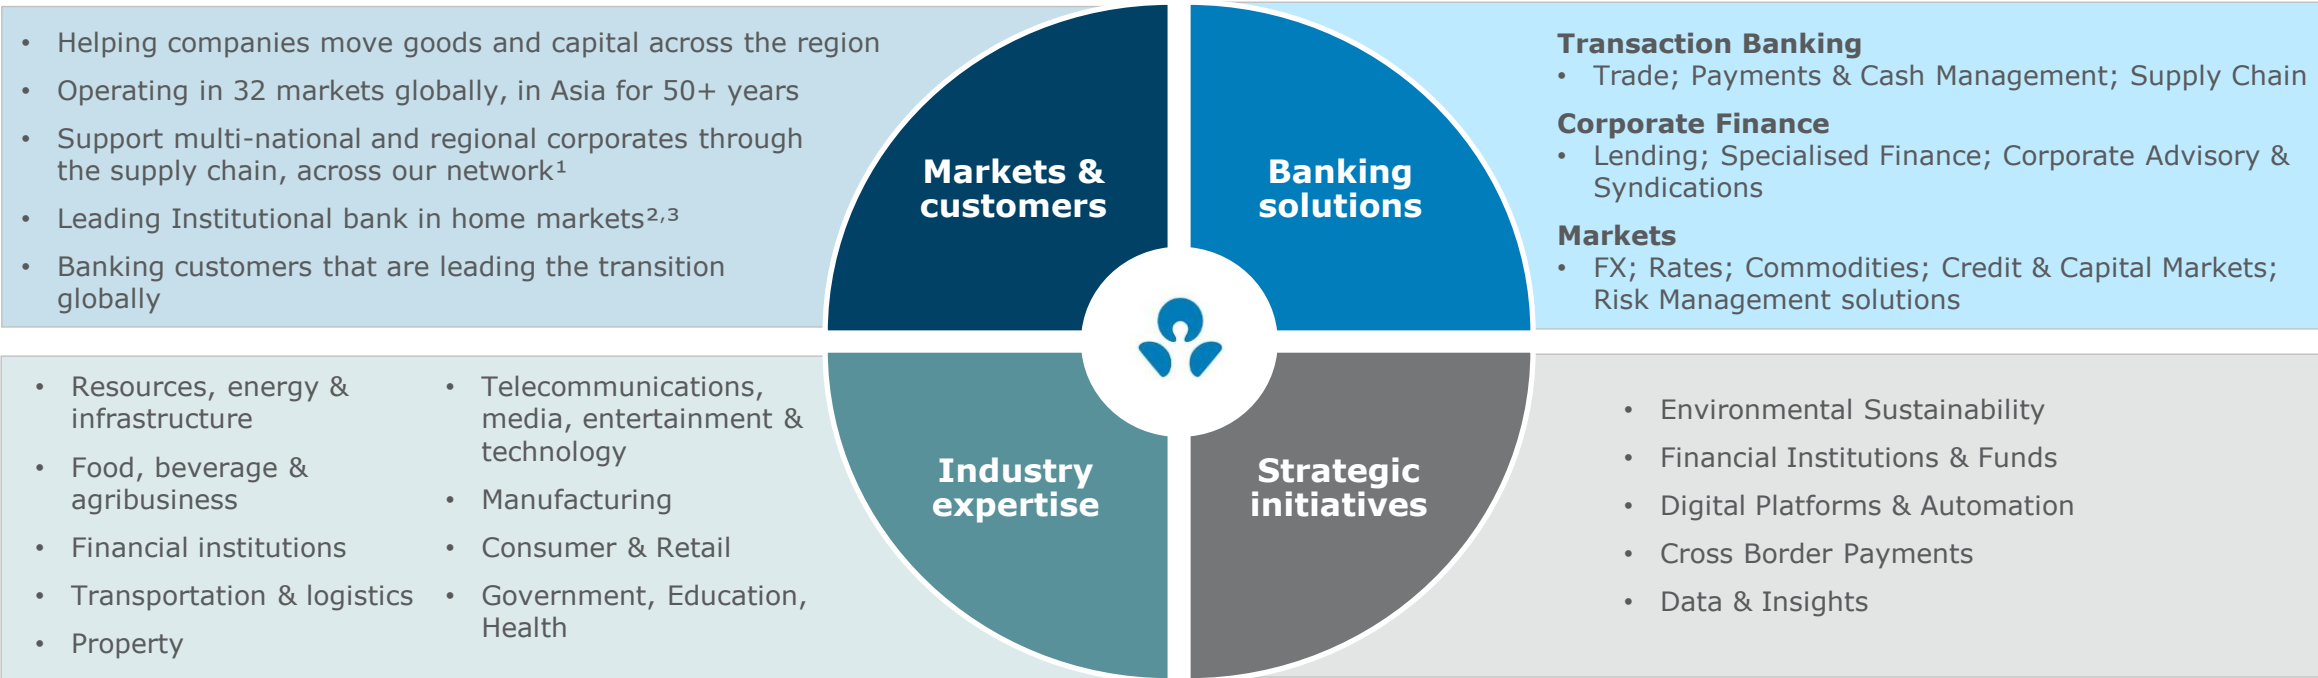 • Helping companies move goods and capital across the region
• Operating in 32 markets globally, in Asia for 50+ years
• Support multi-national and regional corporates through
the supply chain, across our network¹
• Leading Institutional bank in home markets²,³
• Banking customers that are leading the transition
globally
Markets &
customers
Banking
solutions
Transaction Banking
• Trade; Payments & Cash Management; Supply Chain
Corporate Finance
• Lending; Specialised Finance; Corporate Advisory &
Syndications
Markets
• FX; Rates; Commodities; Credit & Capital Markets;
Risk Management solutions
• Resources, energy &
infrastructure
• Food, beverage &
agribusiness
• Financial institutions
• Transportation & logistics
• Property
• Telecommunications,
media, entertainment &
technology
• Manufacturing
• Consumer & Retail
• Government, Education,
Health
Industry
expertise
Strategic
initiatives
• Environmental Sustainability
• Financial Institutions & Funds
• Digital Platforms & Automation
• Cross Border Payments
• Data & Insights